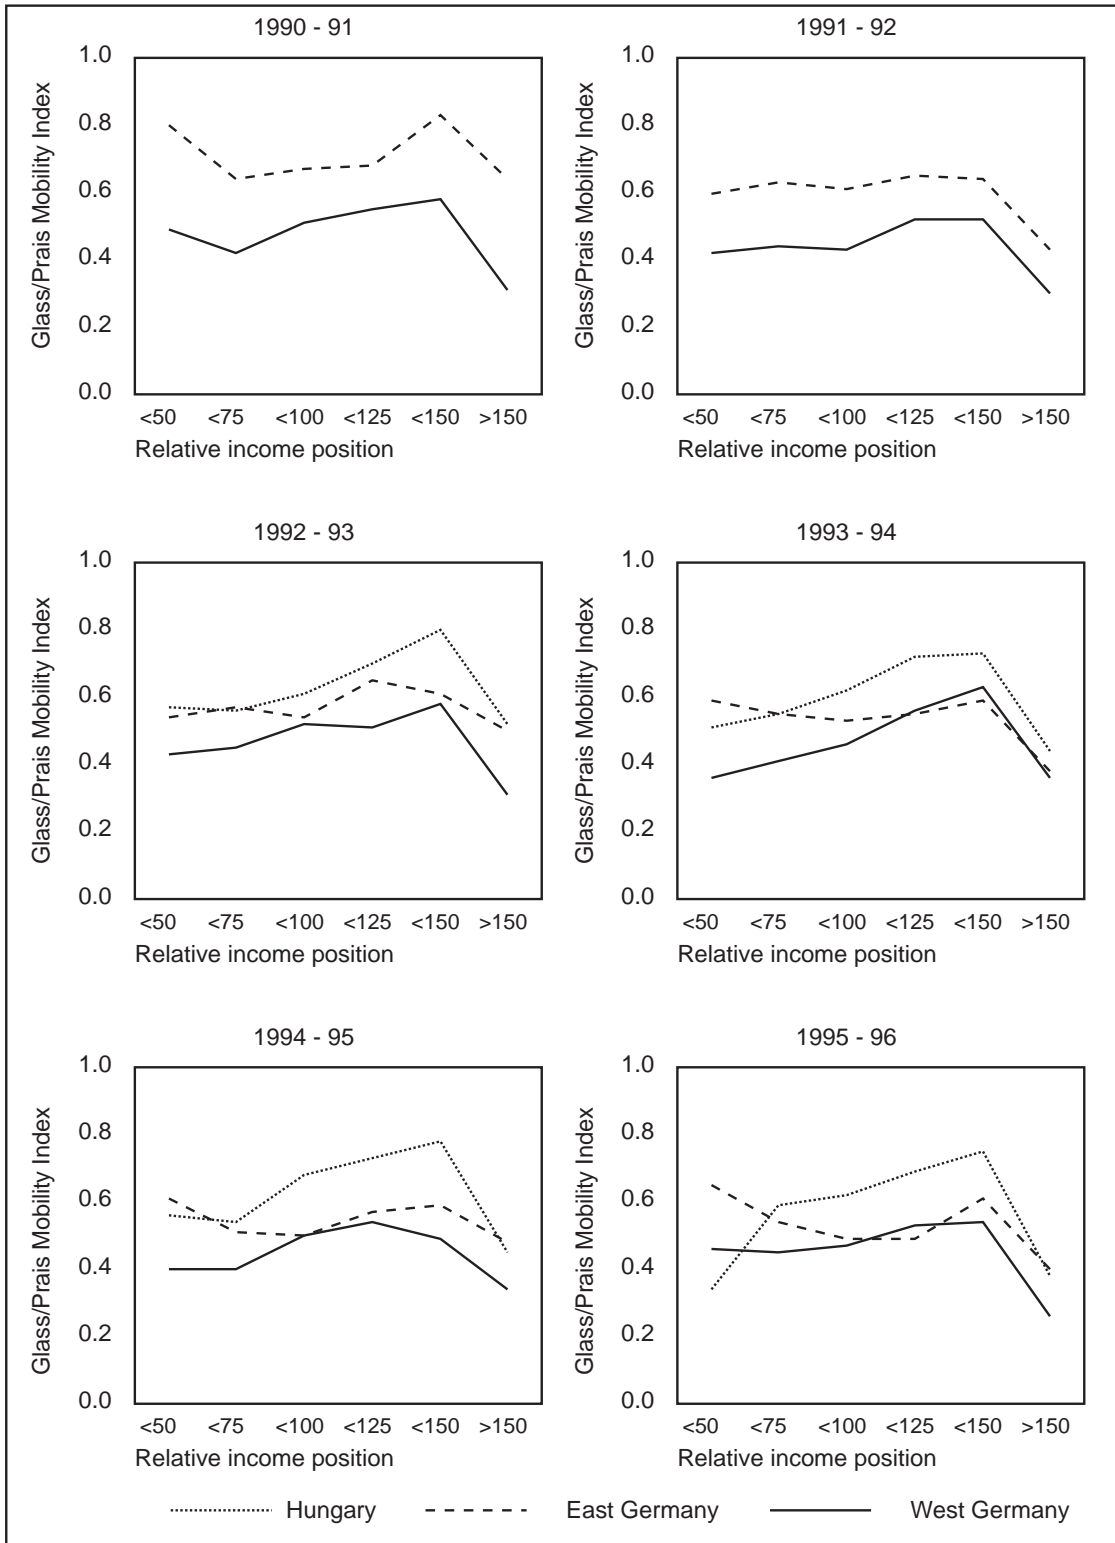 1990 - 91
Glass/Prais Mobility Index
1.0
0.8
0.6
0.4
0.2
0.0
<50 <75 <100 <125 <150 >150
Relative income position
1991 - 92
Glass/Prais Mobility Index
1.0
0.8
0.6
0.4
0.2
0.0
<50 <75 <100 <125 <150 >150
Relative income position
1992 - 93
Glass/Prais Mobility Index
1.0
0.8
0.6
0.4
0.2
0.0
<50 <75 <100 <125 <150 >150
Relative income position
1993 - 94
Glass/Prais Mobility Index
1.0
0.8
0.6
0.4
0.2
0.0
<50 <75 <100 <125 <150 >150
Relative income position
1994 - 95
Glass/Prais Mobility Index
1.0
0.8
0.6
0.4
0.2
0.0
<50 <75 <100 <125 <150 >150
Relative income position
1995 - 96
Glass/Prais Mobility Index
1.0
0.8
0.6
0.4
0.2
0.0
<50 <75 <100 <125 <150 >150
Relative income position
Hungary East Germany West Germany